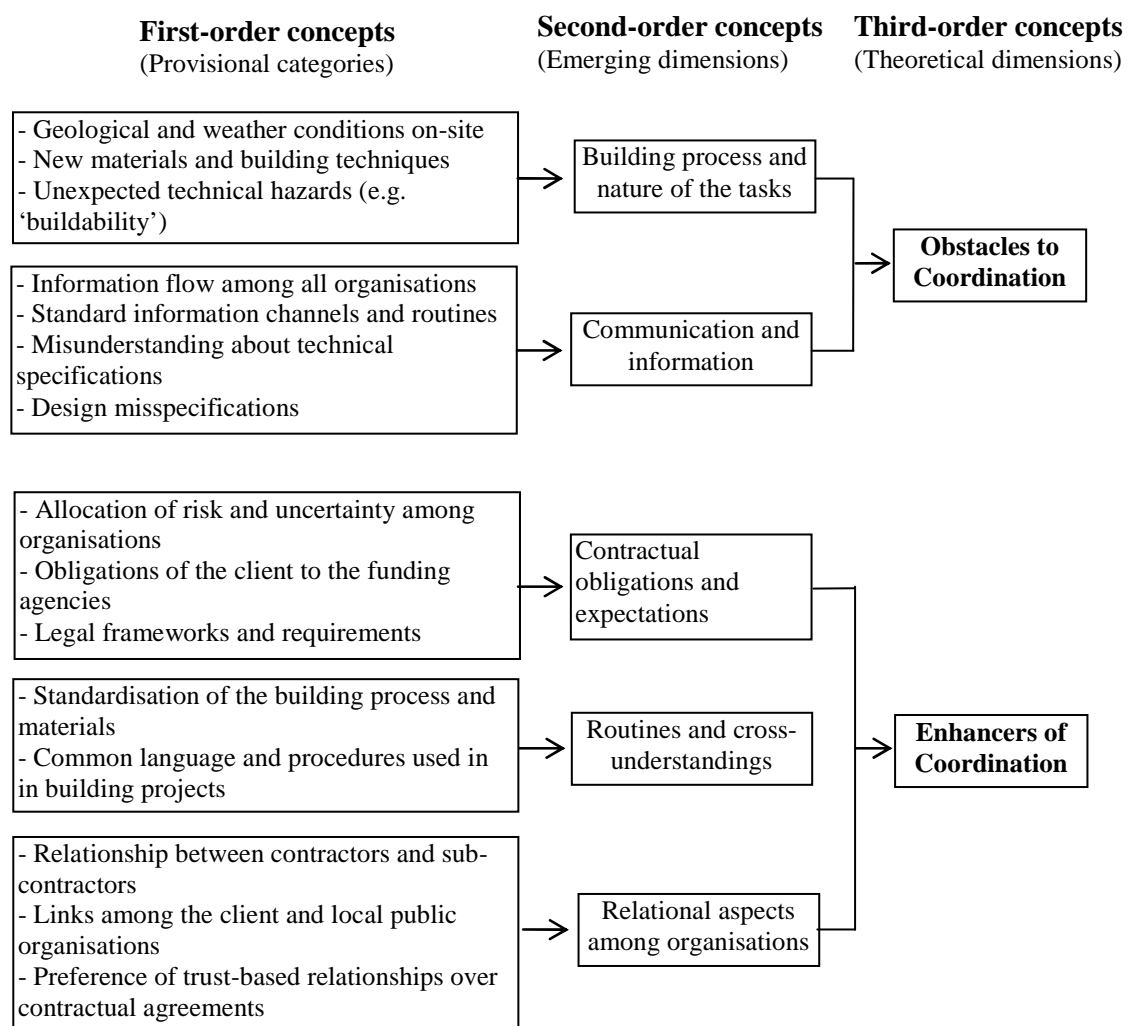 First-order concepts
(Provisional categories)
Second-order concepts
(Emerging dimensions)
Third-order concepts
(Theoretical dimensions)
- Geological and weather conditions on-site
- New materials and building techniques
- Unexpected technical hazards (e.g.
‘buildability’)
Building process and
nature of the tasks
- Information flow among all organisations
- Standard information channels and routines
- Misunderstanding about technical
specifications
- Design misspecifications
Communication and
information
Obstacles to
Coordination
- Allocation of risk and uncertainty among
organisations
- Obligations of the client to the funding
agencies
- Legal frameworks and requirements
Contractual
obligations and
expectations
- Standardisation of the building process and
materials
- Common language and procedures used in
in building projects
Routines and cross-
understandings
- Relationship between contractors and sub-
contractors
- Links among the client and local public
organisations
- Preference of trust-based relationships over
contractual agreements
Relational aspects
among organisations
Enhancers of
Coordination